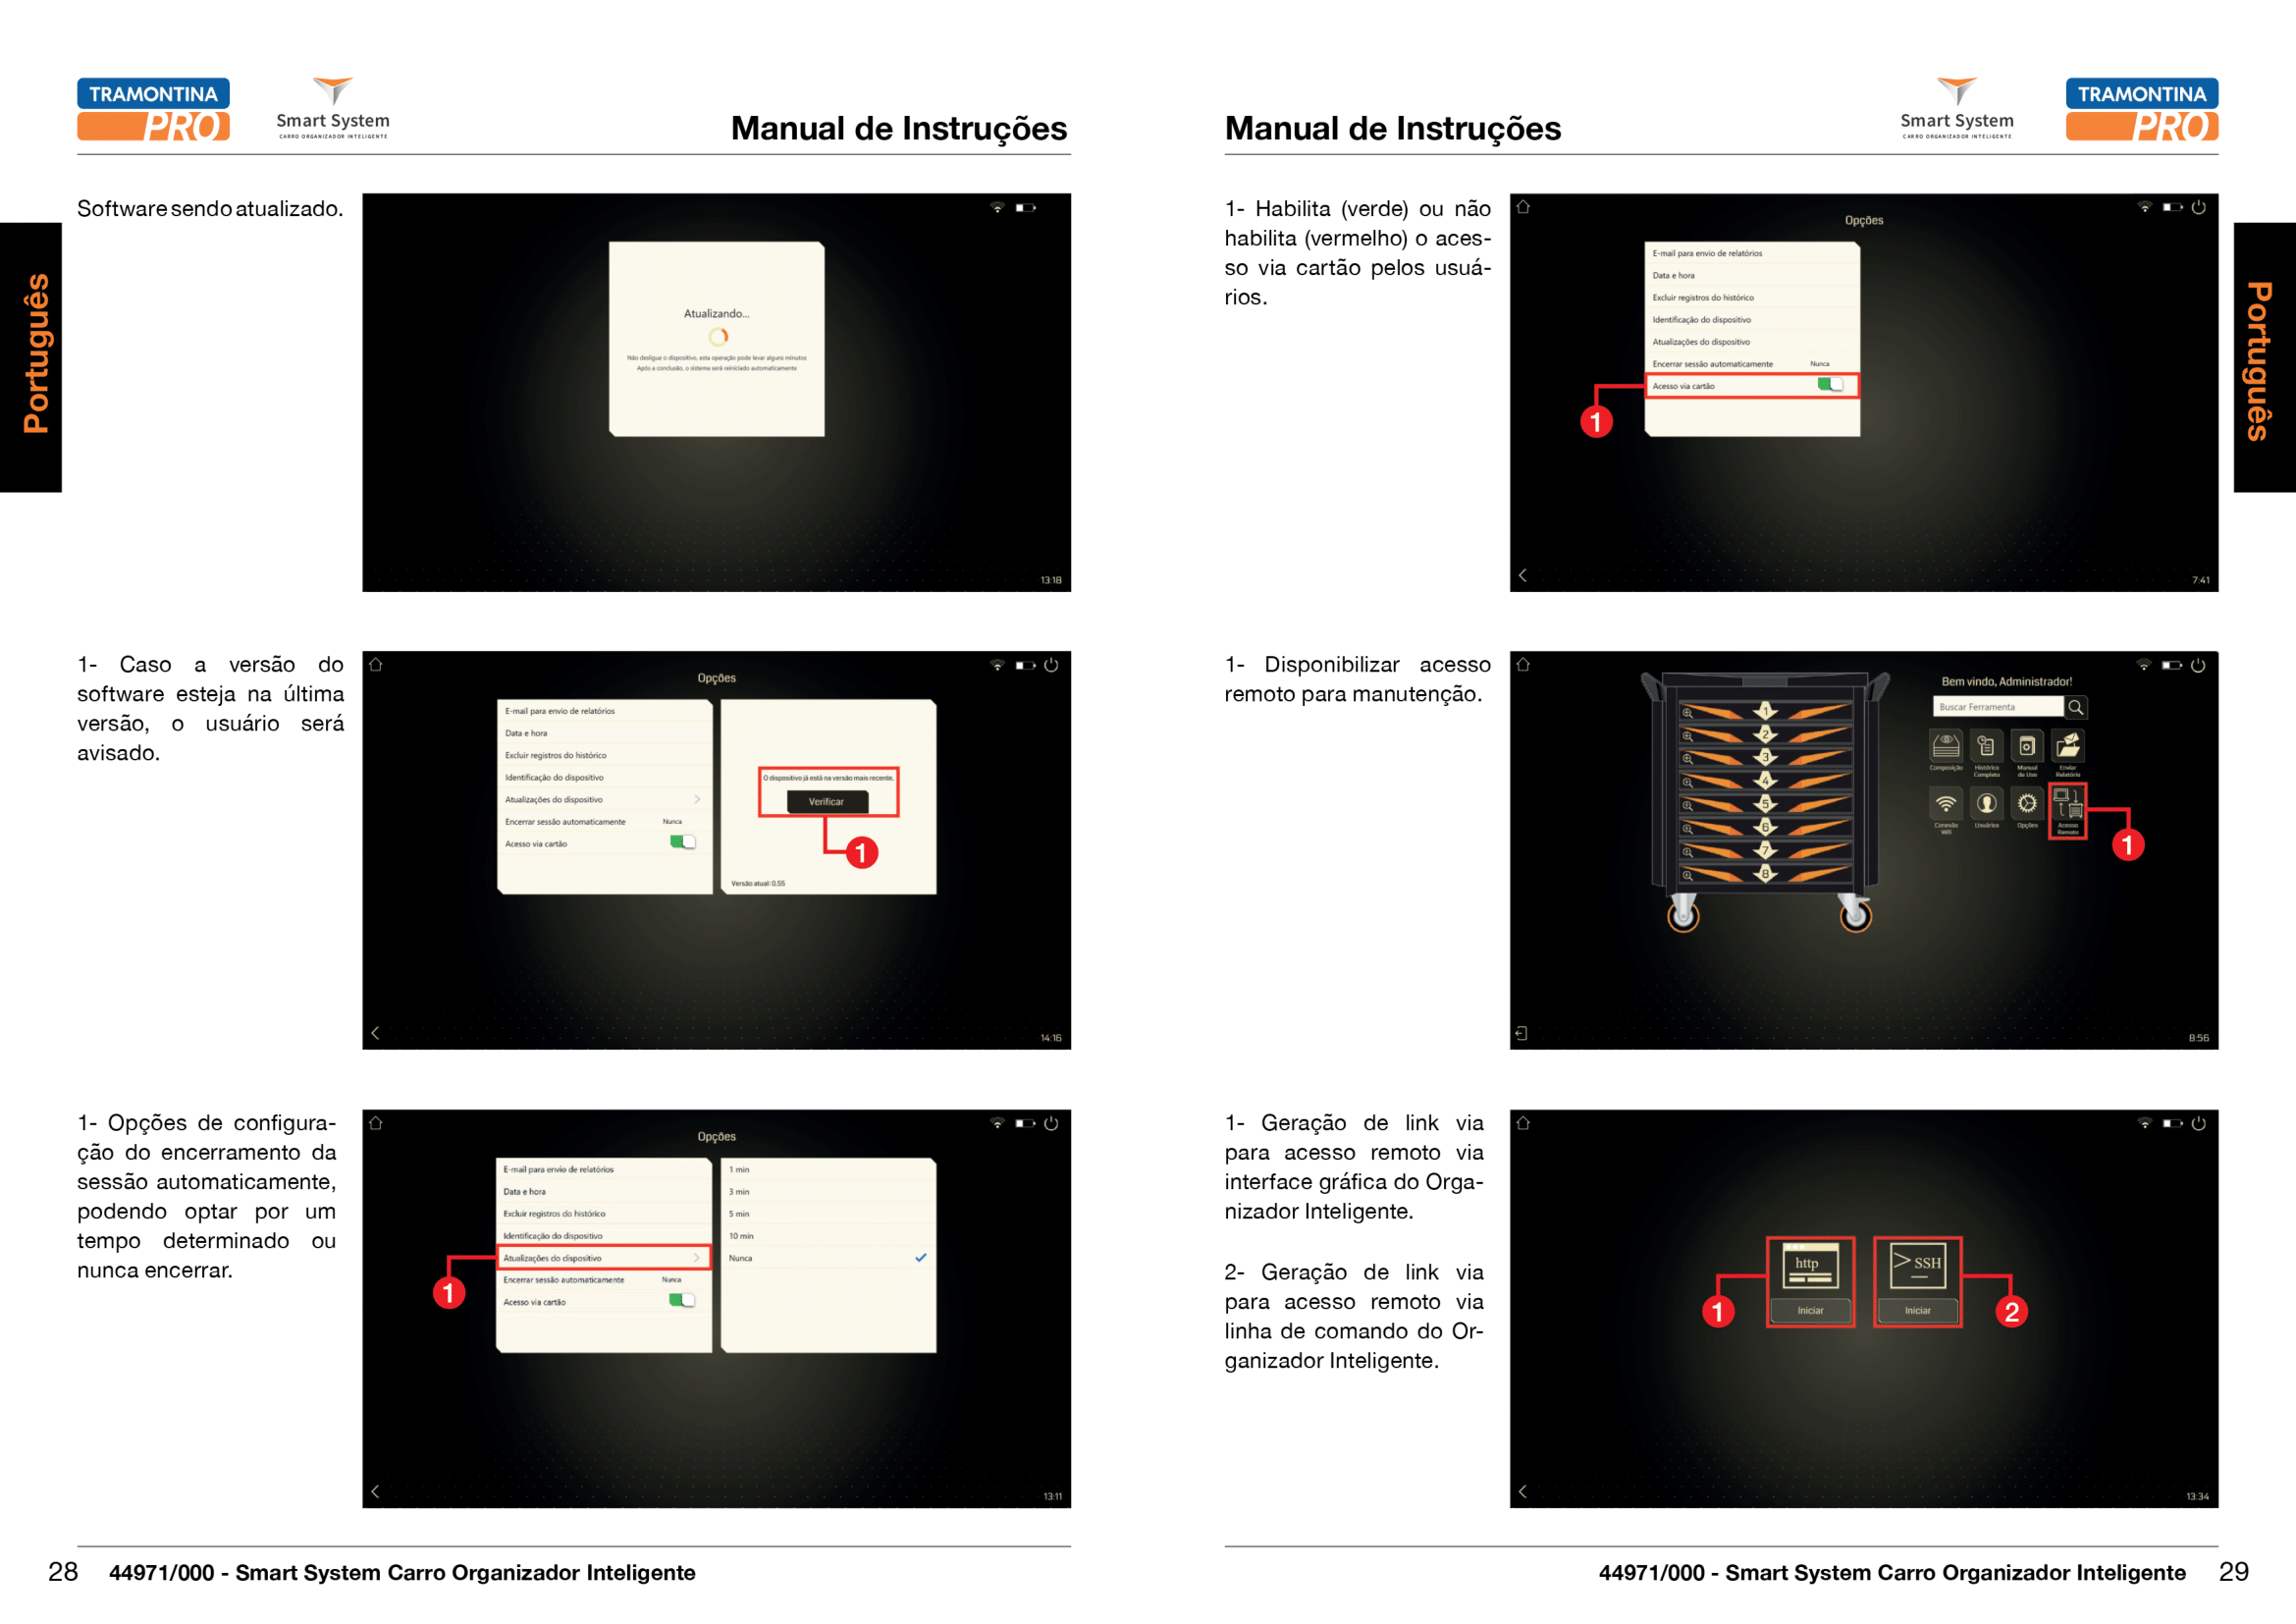 TRAMONTINA
PRO
Smart System
CARRO ORGANIZADOR INTELIGENTE
Manual de Instruções
Português
Software sendo atualizado.
Atualizando...
Não desligue o dispositivo, esta operação pode levar alguns minutos
Após a conclusão, o sistema será reiniciado automaticamente
13:18
1- Caso a versão do
software esteja na última
versão, o usuário será
avisado.
Opções
E-mail para envio de relatórios
Data e hora
Excluir registros do histórico
Identificação do dispositivo
Atualizações do dispositivo
Encerrar sessão automaticamente Nunca
Acesso via cartão
O dispositivo já está na versão mais recente.
Verificar
1
Versão atual: 0.55
14:16
1- Opções de configura-
ção do encerramento da
sessão automaticamente,
podendo optar por um
tempo determinado ou
nunca encerrar.
Opções
E-mail para envio de relatórios
Data e hora
Excluir registros do histórico
Identificação do dispositivo
Atualizações do dispositivo
Encerrar sessão automaticamente Nunca
Acesso via cartão
1 min
3 min
5 min
10 min
Nunca
1
13:11
28 44971/000 - Smart System Carro Organizador Inteligente
Manual de Instruções
Smart System
CARRO ORGANIZADOR INTELIGENTE
TRAMONTINA
PRO
Português
1- Habilita (verde) ou não
habilita (vermelho) o aces-
so via cartão pelos usuá-
rios.
Opções
E-mail para envio de relatórios
Data e hora
Excluir registros do histórico
Identificação do dispositivo
Atualizações do dispositivo
Encerrar sessão automaticamente Nunca
Acesso via cartão
1
7:41
1- Disponibilizar acesso
remoto para manutenção.
1
2
3
4
5
6
7
8
Bem vindo, Administrador!
Buscar Ferramenta
Composição
Histórico
Completo
Manual
de Uso
Enviar
Relatório
Conexão
Wifi
Usuários
Opções
Acesso
Remoto
1
8:56
1- Geração de link via
para acesso remoto via
interface gráfica do Orga-
nizador Inteligente.
2- Geração de link via
para acesso remoto via
linha de comando do Or-
ganizador Inteligente.
http
Iniciar
>SSH
Iniciar
1
2
13:34
44971/000 - Smart System Carro Organizador Inteligente 29